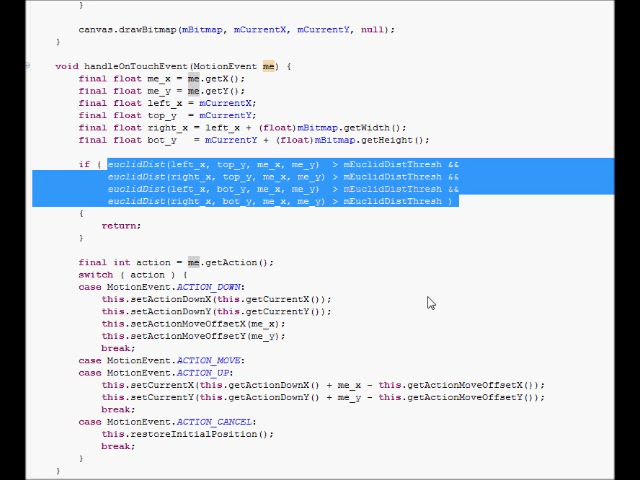 }
canvas.drawBitmap(mBitmap, mCurrentX, mCurrentY, null);
}
void handleOnTouchEvent(MotionEvent me) {
final float me_x = me.getX();
final float me_y = me.getY();
final float left_x = mCurrentX;
final float top_y  = mCurrentY;
final float right_x = left_x + (float)mBitmap.getWidth();
final float bot_y   = mCurrentY + (float)mBitmap.getHeight();
if ( euclidDist(left_x, top_y, me_x, me_y)  > mEuclidDistThresh &&
euclidDist(right_x, top_y, me_x, me_y) > mEuclidDistThresh &&
euclidDist(left_x, bot_y, me_x, me_y)  > mEuclidDistThresh &&
euclidDist(right_x, bot_y, me_x, me_y) > mEuclidDistThresh )
{
return;
}
final int action = me.getAction();
switch ( action ) {
case MotionEvent.ACTION_DOWN:
this.setActionDownX(this.getCurrentX());
this.setActionDownY(this.getCurrentY());
this.setActionMoveOffsetX(me_x);
this.setActionMoveOffsetY(me_y);
break;
case MotionEvent.ACTION_MOVE:
case MotionEvent.ACTION_UP:
this.setCurrentX(this.getActionDownX() + me_x - this.getActionMoveOffsetX());
this.setCurrentY(this.getActionDownY() + me_y - this.getActionMoveOffsetY());
break;
case MotionEvent.ACTION_CANCEL:
this.restoreInitialPosition();
break;
}
}